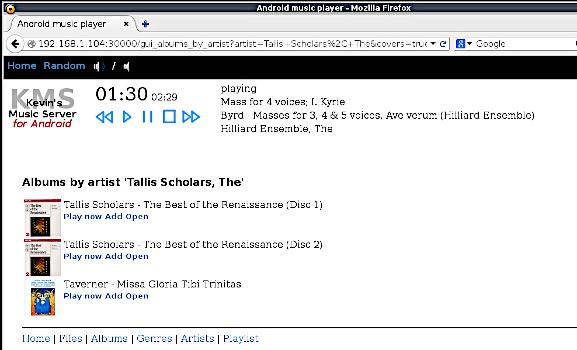 Android music player - Mozilla Firefox
Android music player
192.168.1.104:30000/gui_albums_by_artist?artist=Tallis+Scholars%2C+The&covers=true
Google
Home Random /
KMS
Kevin's
Music Server
for Android
01:30 02:29
playing
Mass for 4 voices; I. Kyrie
Byrd - Masses for 3, 4 & 5 voices, Ave verum (Hilliard Ensemble)
Hilliard Ensemble, The
Albums by artist 'Tallis Scholars, The'
Tallis Scholars - The Best of the Renaissance (Disc 1)
Play now Add Open
Tallis Scholars - The Best of the Renaissance (Disc 2)
Play now Add Open
Taverner - Missa Gloria Tibi Trinitas
Play now Add Open
Home | Files | Albums | Genres | Artists | Playlist